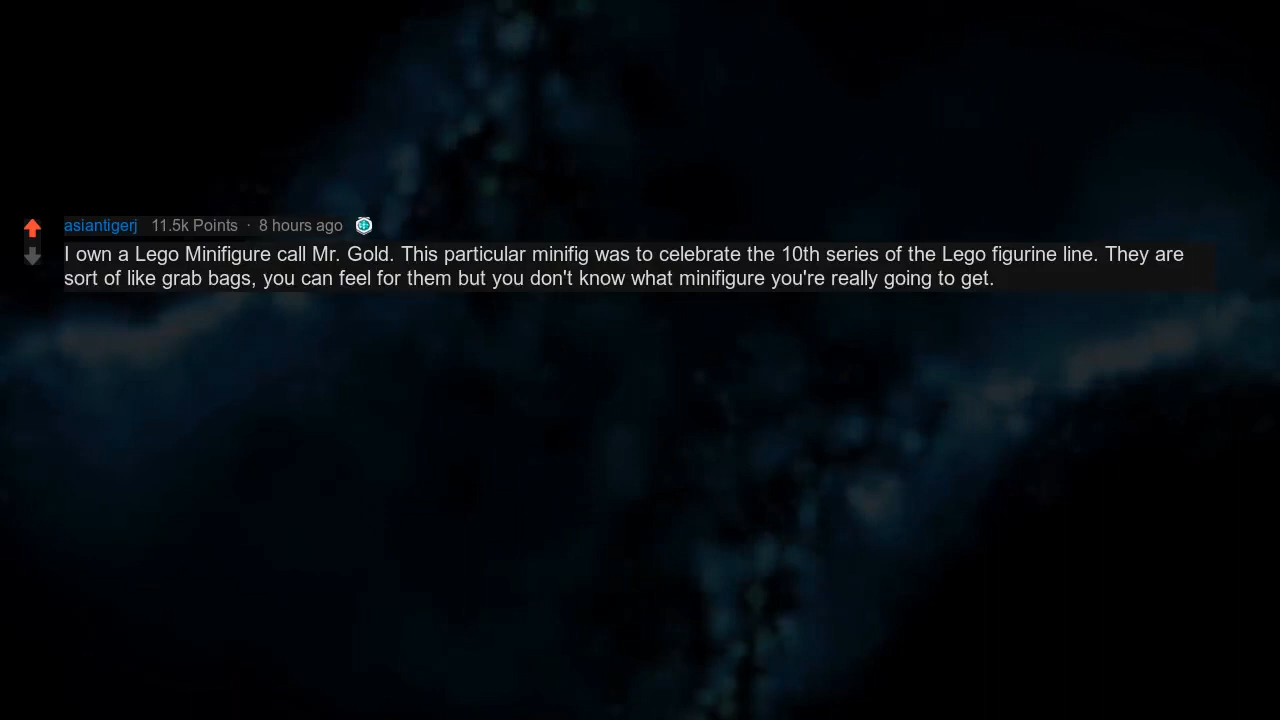 asiantigerj 11.5k Points · 8 hours ago
I own a Lego Minifigure call Mr. Gold. This particular minifig was to celebrate the 10th series of the Lego figurine line. They are
sort of like grab bags, you can feel for them but you don't know what minifigure you're really going to get.